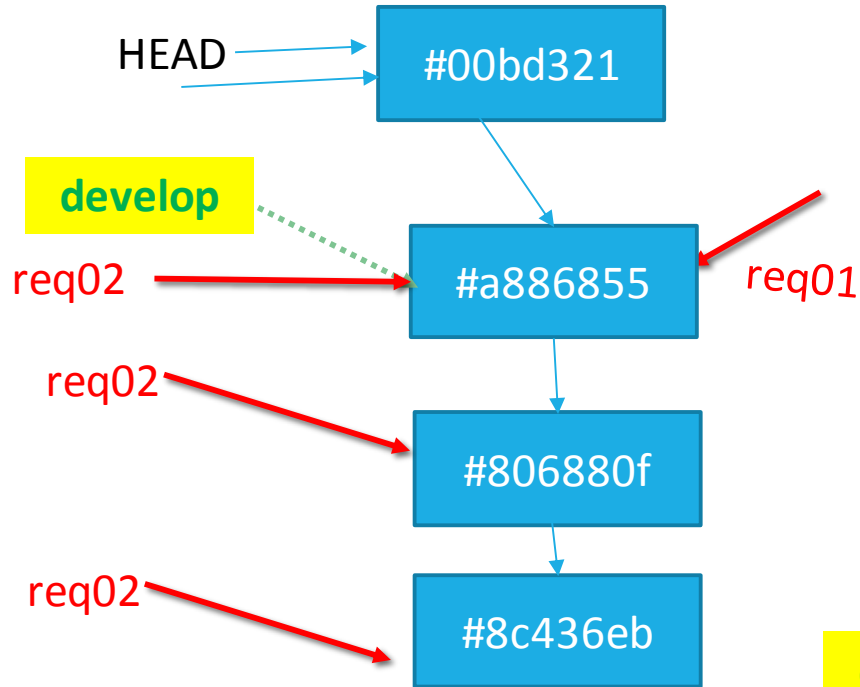 HEAD
#00bd321
develop
req02
#a886855
req01
req02
#806880f
req02
#8c436eb